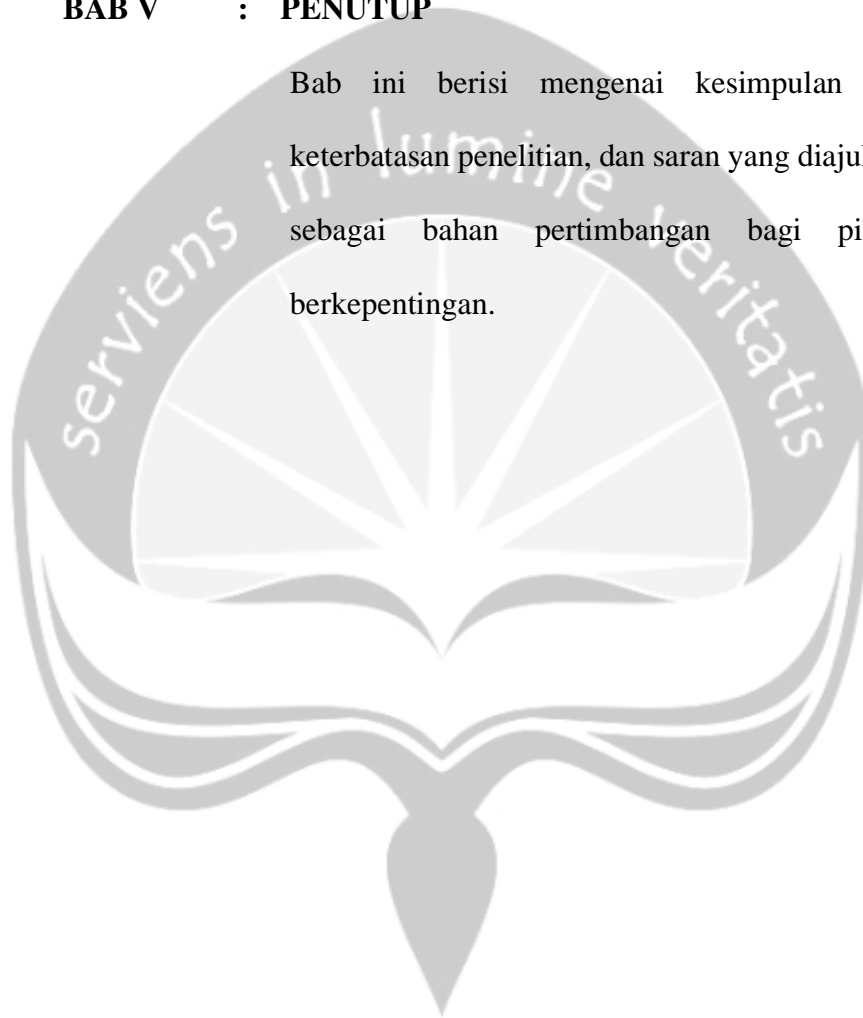 BAB V : PENUTUP
Bab ini berisi mengenai kesimpulan
keterbatasan penelitian, dan saran yang
sebagai bahan pertimbangan bagi
berkepentingan.
serviens in lumine veritatis